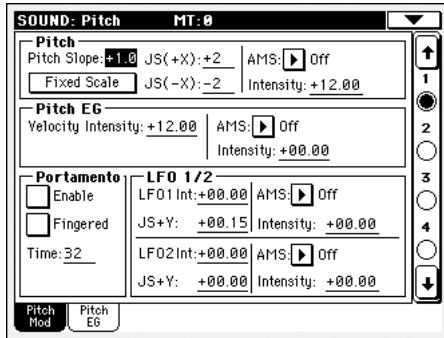 SOUND: Pitch MT:0
Pitch
Pitch Slope: +1.0 JS(+X): +2 AMS: Off
Fixed Scale JS(-X): -2 Intensity: +12.00
Pitch EG
Velocity Intensity: +12.00 AMS: Off
Intensity: +00.00
Portamento LFO 1/2
Enable LFO1 Int: +00.00 AMS: Off
Fingered JS+Y: +00.15 Intensity: +00.00
Time: 32 LFO2Int: +00.00 AMS: Off
JS+Y: +00.00 Intensity: +00.00
1
2
3
4
Pitch Mod
Pitch EG